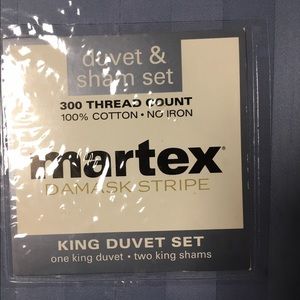 duvet &
sham set
300 THREAD COUNT
100% COTTON • NO IRON
martex®
DAMASK STRIPE
KING DUVET SET
one king duvet • two king shams